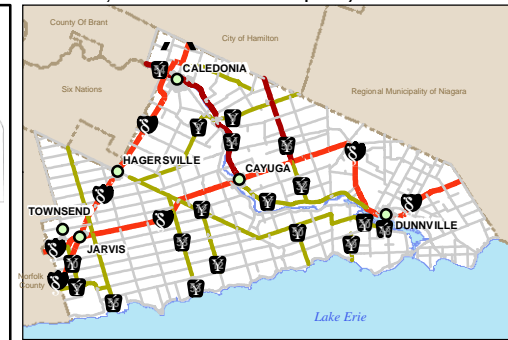 County Of Brant
City of Hamilton
CALEDONIA
Six Nations
Regional Municipality of Niagara
HAGERSVILLE
CAYUGA
TOWNSEND
DUNNVILLE
JARVIS
Norfolk
County
Lake Erie